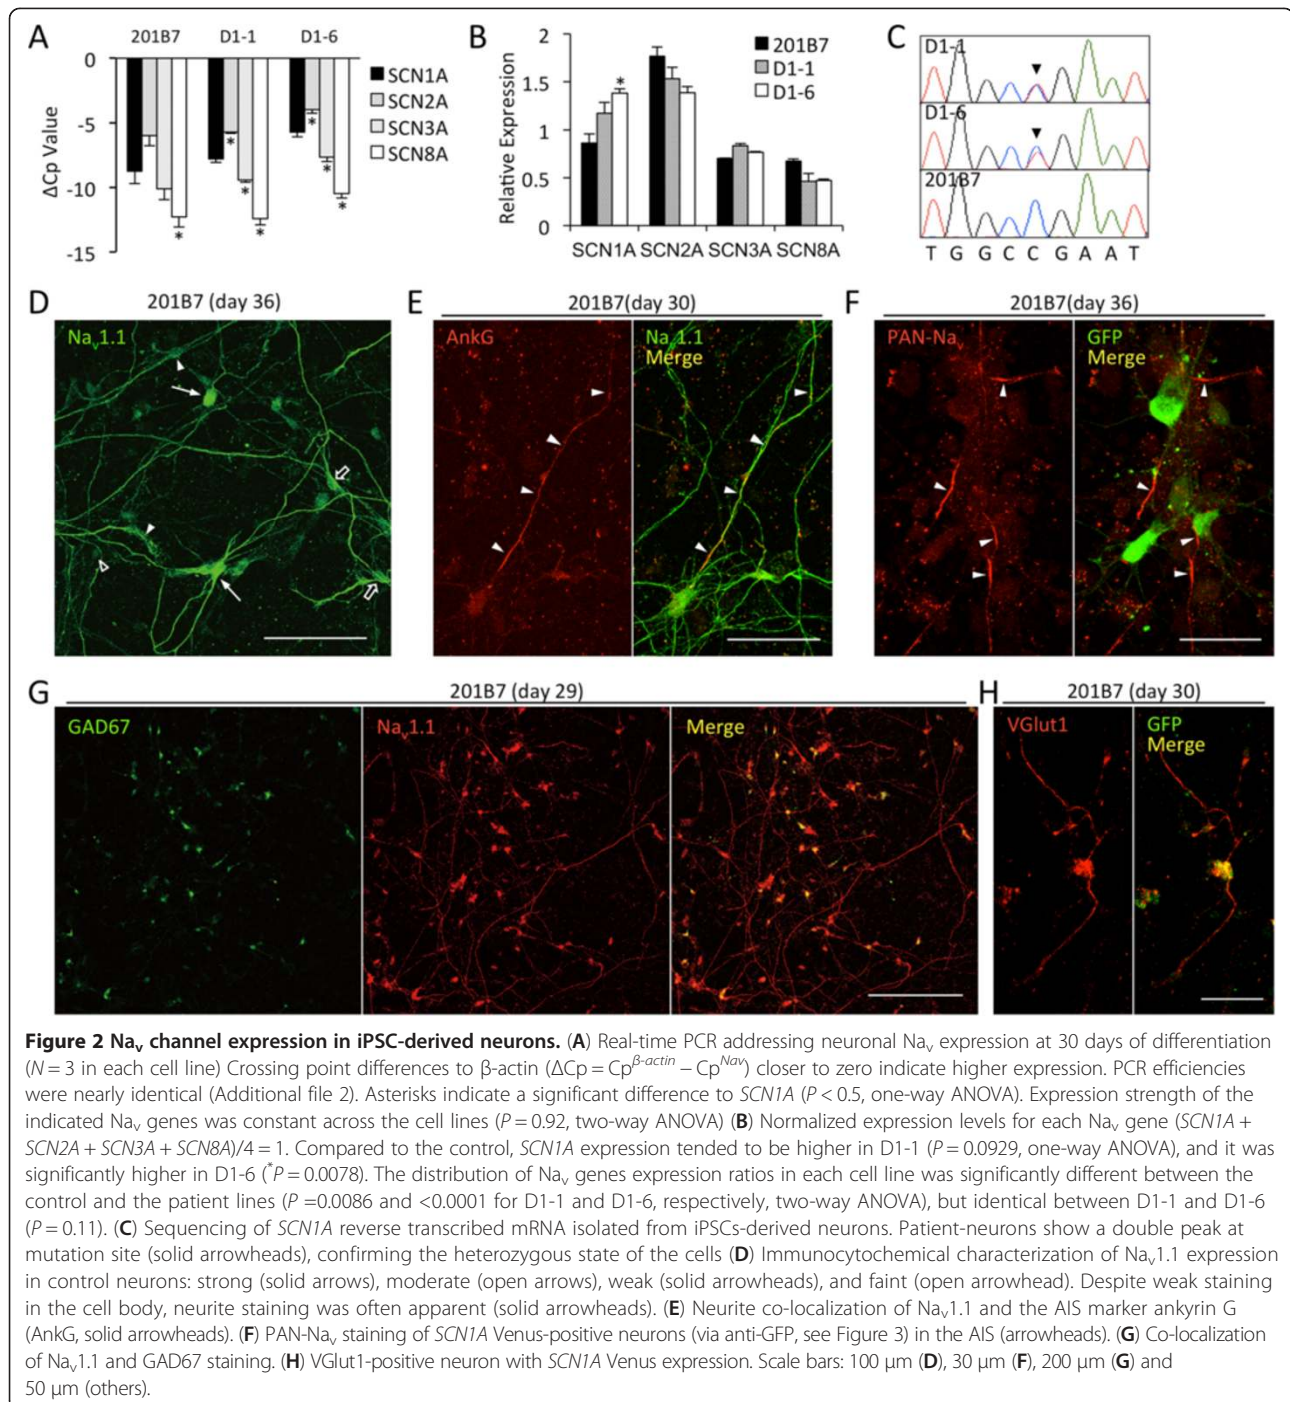 A
201B7 D1-1 D1-6
0
-5
-10
-15
ΔCp Value
* * * * * * *
SCN1A
SCN2A
SCN3A
SCN8A
B
2
1.5
1
0.5
0
Relative Expression
*
201B7
D1-1
D1-6
SCN1A SCN2A SCN3A SCN8A
C
D1-1
D1-6
201B7
T G G C C G A A T
D
201B7 (day 36)
Nav1.1
E
201B7(day 30)
AnkG
Nav1.1
Merge
F
201B7(day 36)
PAN-Nav
GFP
Merge
G
201B7 (day 29)
GAD67
Nav1.1
Merge
H
201B7 (day 30)
VGlut1
GFP
Merge
Figure 2 Nav channel expression in iPSC-derived neurons. (A) Real-time PCR addressing neuronal Nav expression at 30 days of differentiation
(N = 3 in each cell line) Crossing point differences to β-actin (ΔCp = Cpβ-actin − CpNav) closer to zero indicate higher expression. PCR efficiencies
were nearly identical (Additional file 2). Asterisks indicate a significant difference to SCN1A (P < 0.5, one-way ANOVA). Expression strength of the
indicated Nav genes was constant across the cell lines (P = 0.92, two-way ANOVA) (B) Normalized expression levels for each Nav gene (SCN1A +
SCN2A + SCN3A + SCN8A)/4 = 1. Compared to the control, SCN1A expression tended to be higher in D1-1 (P = 0.0929, one-way ANOVA), and it was
significantly higher in D1-6 (*P = 0.0078). The distribution of Nav genes expression ratios in each cell line was significantly different between the
control and the patient lines (P =0.0086 and <0.0001 for D1-1 and D1-6, respectively, two-way ANOVA), but identical between D1-1 and D1-6
(P = 0.11). (C) Sequencing of SCN1A reverse transcribed mRNA isolated from iPSCs-derived neurons. Patient-neurons show a double peak at
mutation site (solid arrowheads), confirming the heterozygous state of the cells (D) Immunocytochemical characterization of Nav1.1 expression
in control neurons: strong (solid arrows), moderate (open arrows), weak (solid arrowheads), and faint (open arrowhead). Despite weak staining
in the cell body, neurite staining was often apparent (solid arrowheads). (E) Neurite co-localization of Nav1.1 and the AIS marker ankyrin G
(AnkG, solid arrowheads). (F) PAN-Nav staining of SCN1A Venus-positive neurons (via anti-GFP, see Figure 3) in the AIS (arrowheads). (G) Co-localization
of Nav1.1 and GAD67 staining. (H) VGlut1-positive neuron with SCN1A Venus expression. Scale bars: 100 μm (D), 30 μm (F), 200 μm (G) and
50 μm (others).